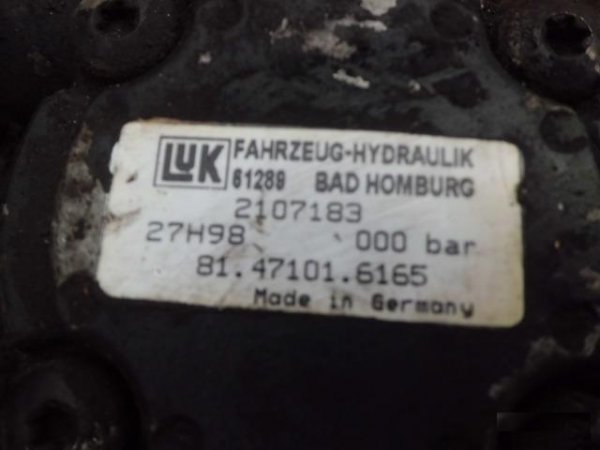 LuK FAHRZEUG-HYDRAULIK
61289 BAD HOMBURG
2107183
27H98 000 bar
81.47101.6165
Made in Germany